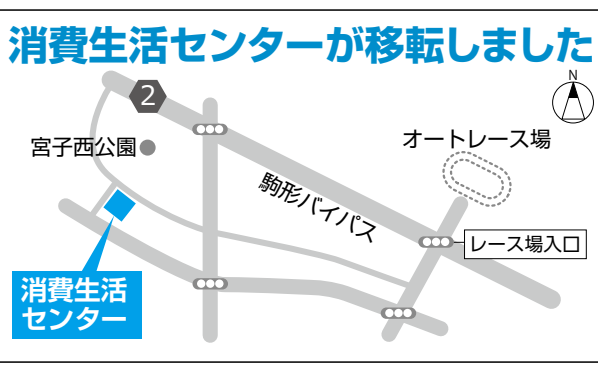 消費生活センターが移転しました
N
2
オートレース場
宮子西公園
駒形バイパス
レース場入口
消費生活
センター